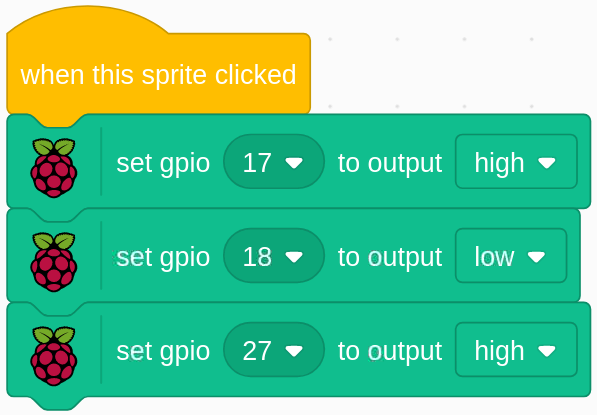 when this sprite clicked
set gpio 17 to output high
set gpio 18 to output low
set gpio 27 to output high